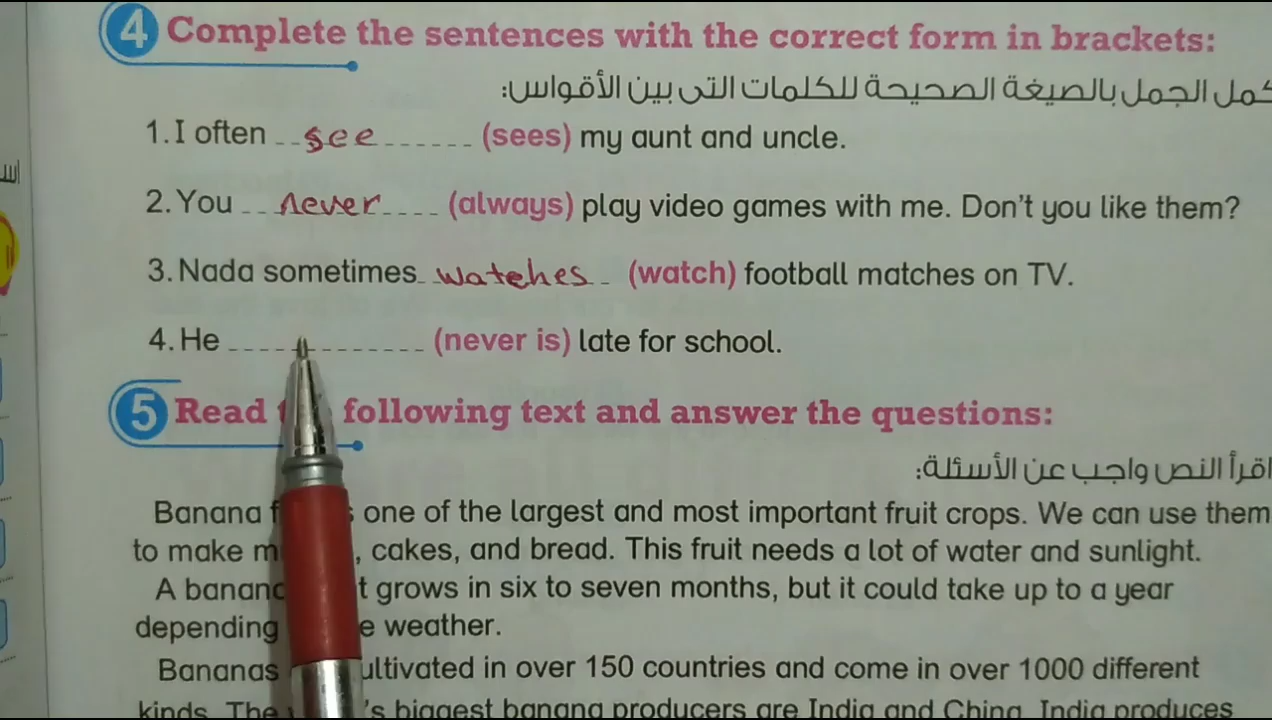 4 Complete the sentences with the correct form in brackets:
كمل الجمل بالصيغة الصحيحة للكلمات التى بين الأقواس:
1. I often see (sees) my aunt and uncle.
2. You never (always) play video games with me. Don't you like them?
3. Nada sometimes watches (watch) football matches on TV.
4. He (never is) late for school.
5 Read following text and answer the questions:
اقرأ النص واجب عن الأسئلة:
Banana one of the largest and most important fruit crops. We can use them
to make cakes, and bread. This fruit needs a lot of water and sunlight.
A grows in six to seven months, but it could take up to a year
depending weather.
Bananas in over 150 countries and come in over 1000 different
kinds. The biggest banana producers are India and China. India produces